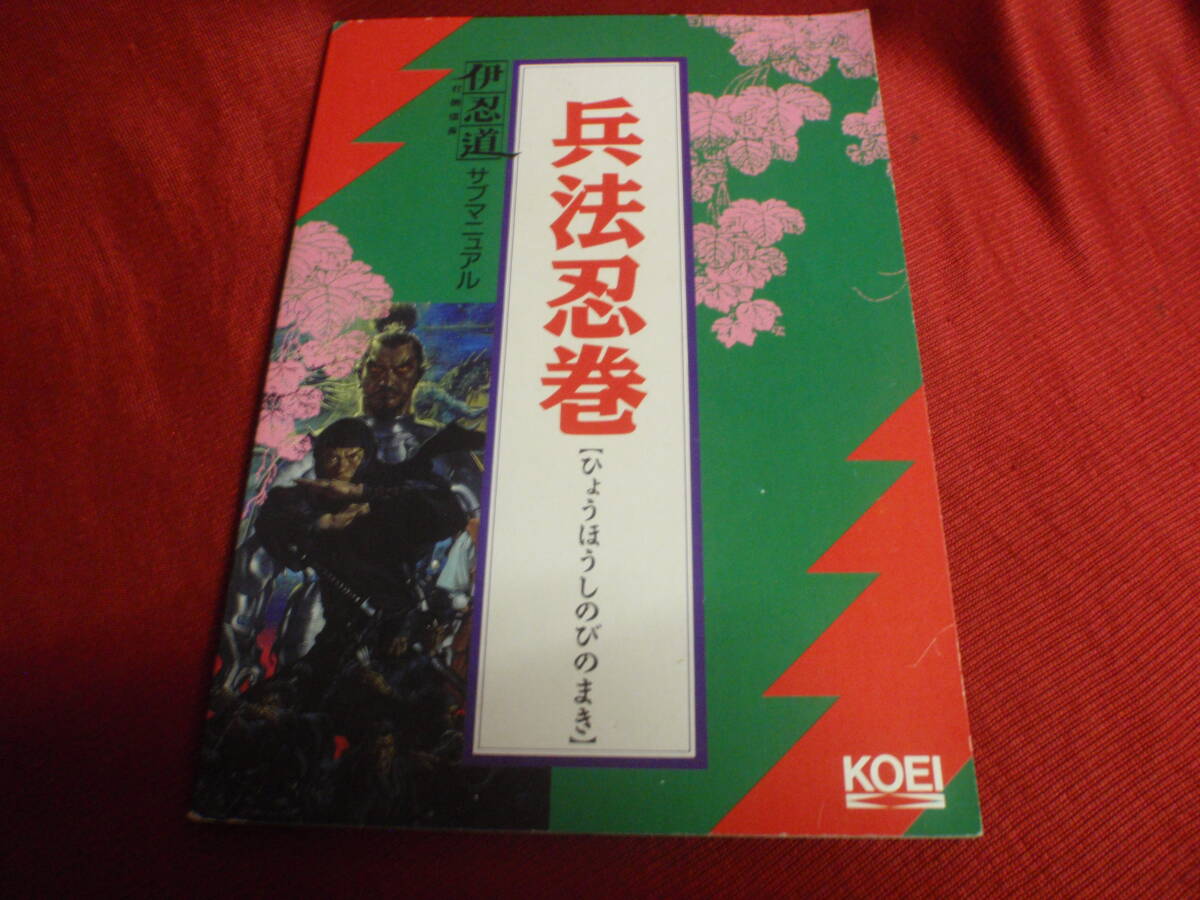 兵法忍巻
【ひょうほうしのびのまき】
伊忍道
打倒信長
サブマニュアル
KOEI